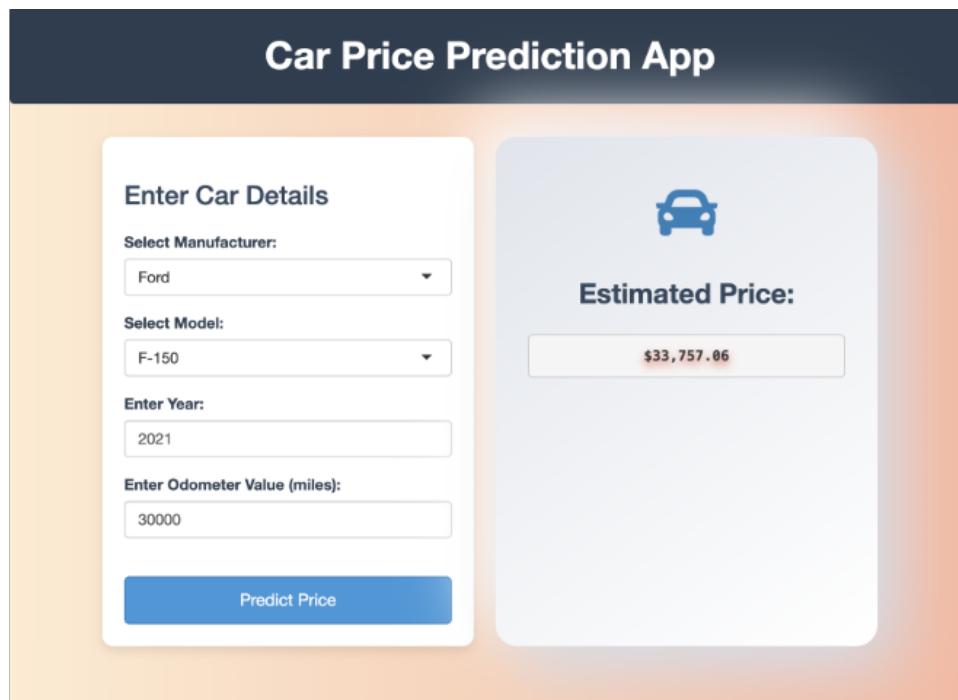 Car Price Prediction App
Enter Car Details
Select Manufacturer:
Ford
Select Model:
F-150
Enter Year:
2021
Enter Odometer Value (miles):
30000
Predict Price
Estimated Price:
$33,757.06